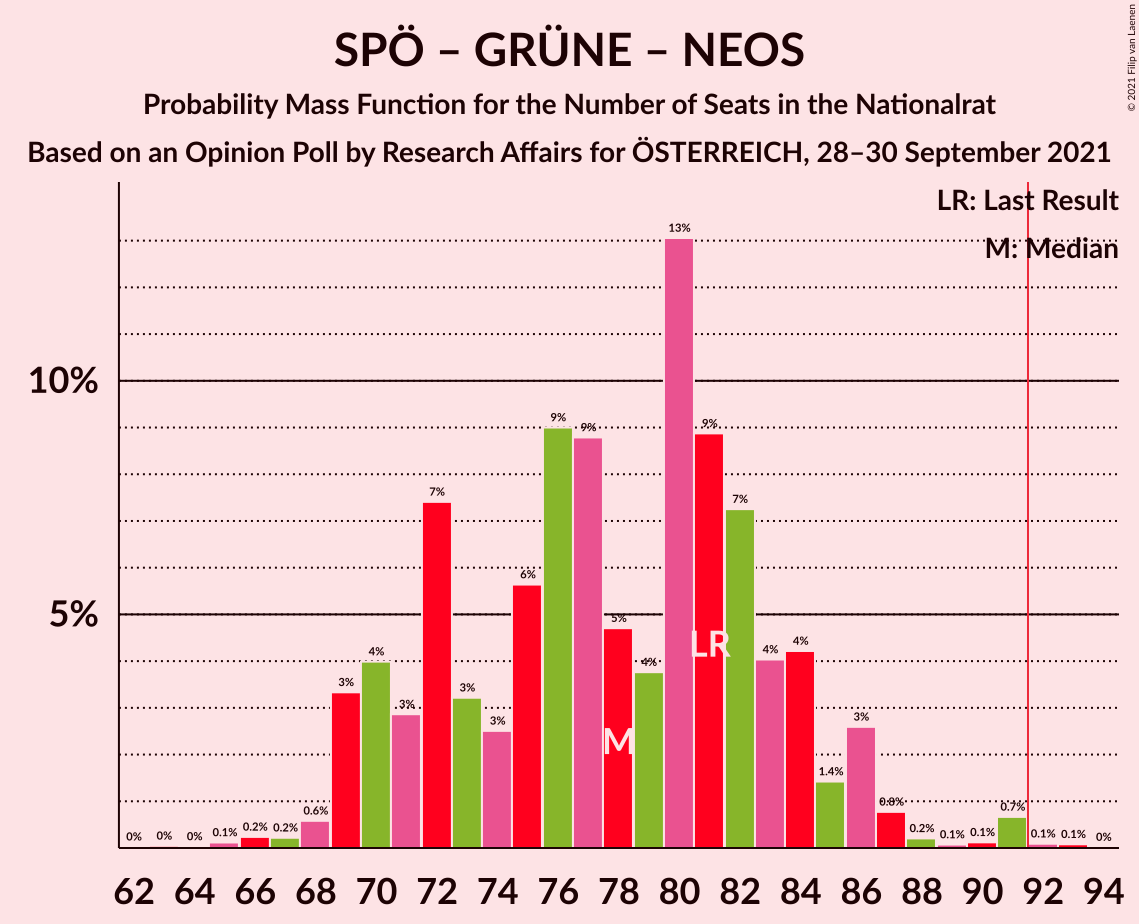 SPÖ – GRÜNE – NEOS
Probability Mass Function for the Number of Seats in the Nationalrat
Based on an Opinion Poll by Research Affairs for ÖSTERREICH, 28–30 September 2021
© 2021 Filip van Laenen
LR: Last Result
M: Median
10%
5%
0% 0% 0% 0.1% 0.2% 0.2% 0.6% 3% 4% 3% 7% 3% 3% 6% 9% 9% 5% 4% 13% 9% 7% 4% 4% 1.4% 3% 0.8% 0.2% 0.1% 0.1% 0.7% 0.1% 0.1% 0%
LR
M
62 64 66 68 70 72 74 76 78 80 82 84 86 88 90 92 94